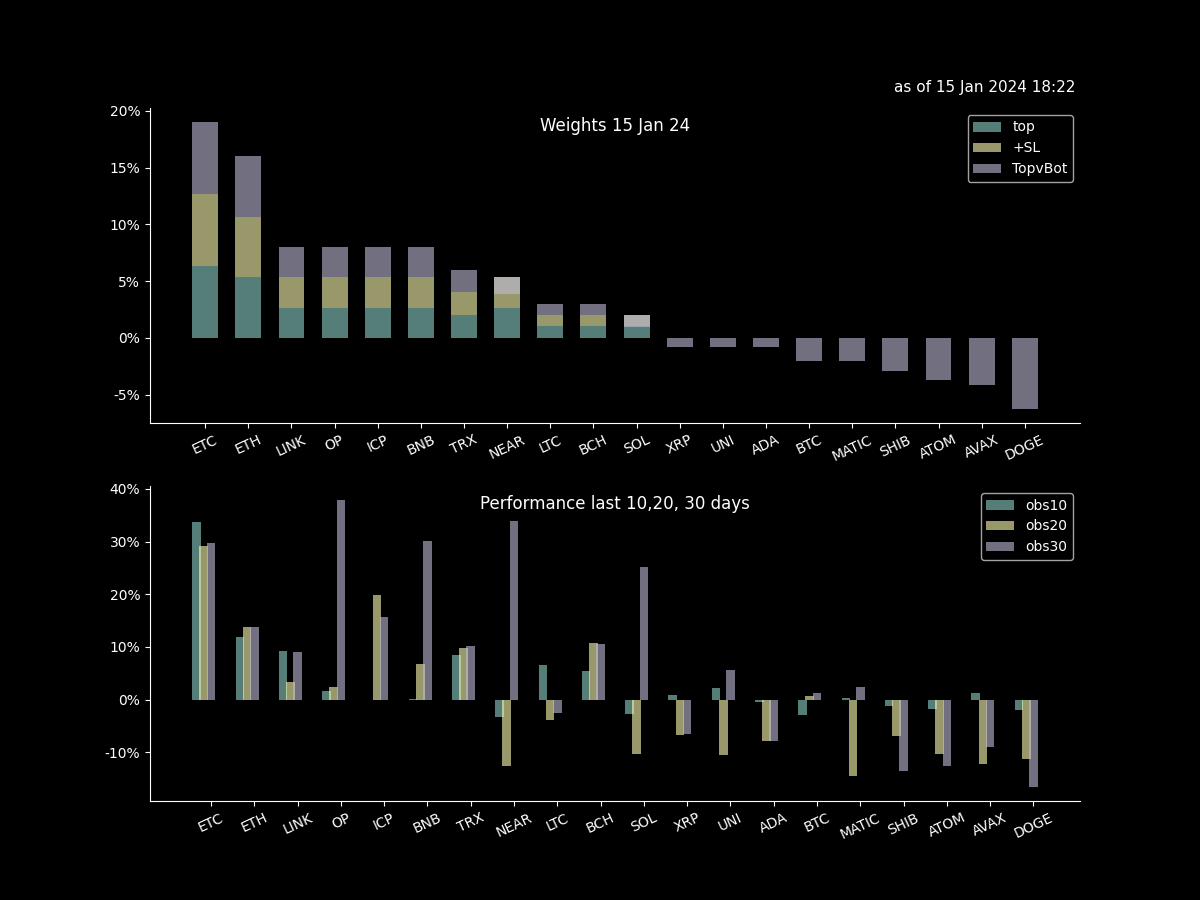 as of 15 Jan 2024 18:22
Weights 15 Jan 24
top
+SL
TopvBot
20%
15%
10%
5%
0%
-5%
ETC ETH LINK OP ICP BNB TRX NEAR LTC BCH SOL XRP UNI ADA BTC MATIC SHIB ATOM AVAX DOGE
Performance last 10,20, 30 days
obs10
obs20
obs30
40%
30%
20%
10%
0%
-10%
ETC ETH LINK OP ICP BNB TRX NEAR LTC BCH SOL XRP UNI ADA BTC MATIC SHIB ATOM AVAX DOGE